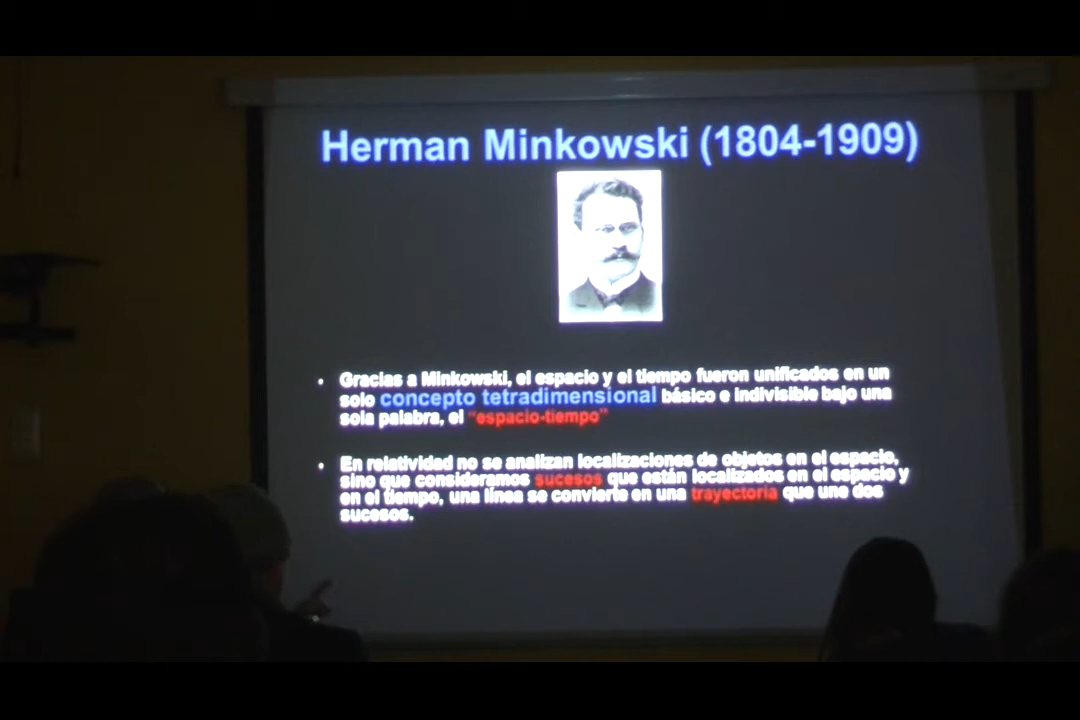 Herman Minkowski (1804-1909)
• Gracias a Minkowski, el espacio y el tiempo fueron unificados en un
solo concepto tetradimensional básico e indivisible bajo una
sola palabra, el “espacio-tiempo”
• En relatividad no se analizan localizaciones de objetos en el espacio,
sino que consideramos sucesos que están localizados en el espacio y
en el tiempo, una línea se convierte en una trayectoria que une dos
sucesos.